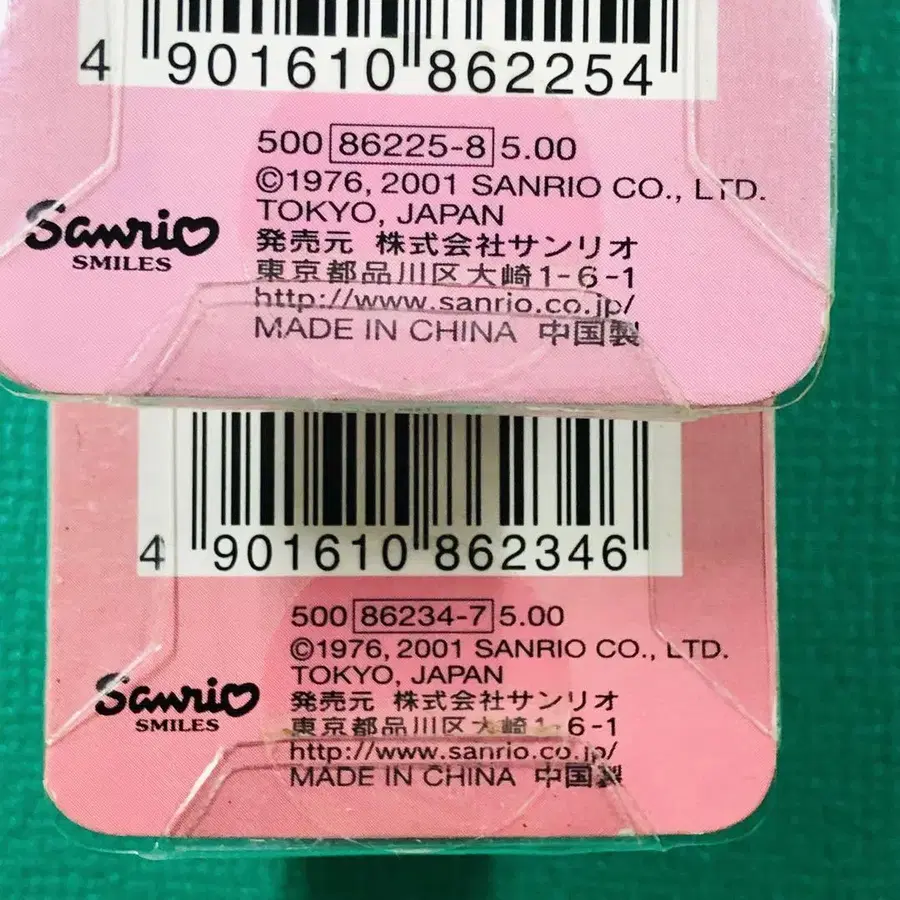 4 901610 862254
500 86225-8 5.00
©1976, 2001 SANRIO CO., LTD.
TOKYO, JAPAN
Sanrio
SMILES
発売元 株式会社サンリオ
東京都品川区大崎1-6-1
http://www.sanrio.co.jp/
MADE IN CHINA 中国製
4 901610 862346
500 86234-7 5.00
©1976, 2001 SANRIO CO., LTD.
TOKYO, JAPAN
Sanrio
SMILES
発売元 株式会社サンリオ
東京都品川区大崎1-6-1
http://www.sanrio.co.jp/
MADE IN CHINA 中国製